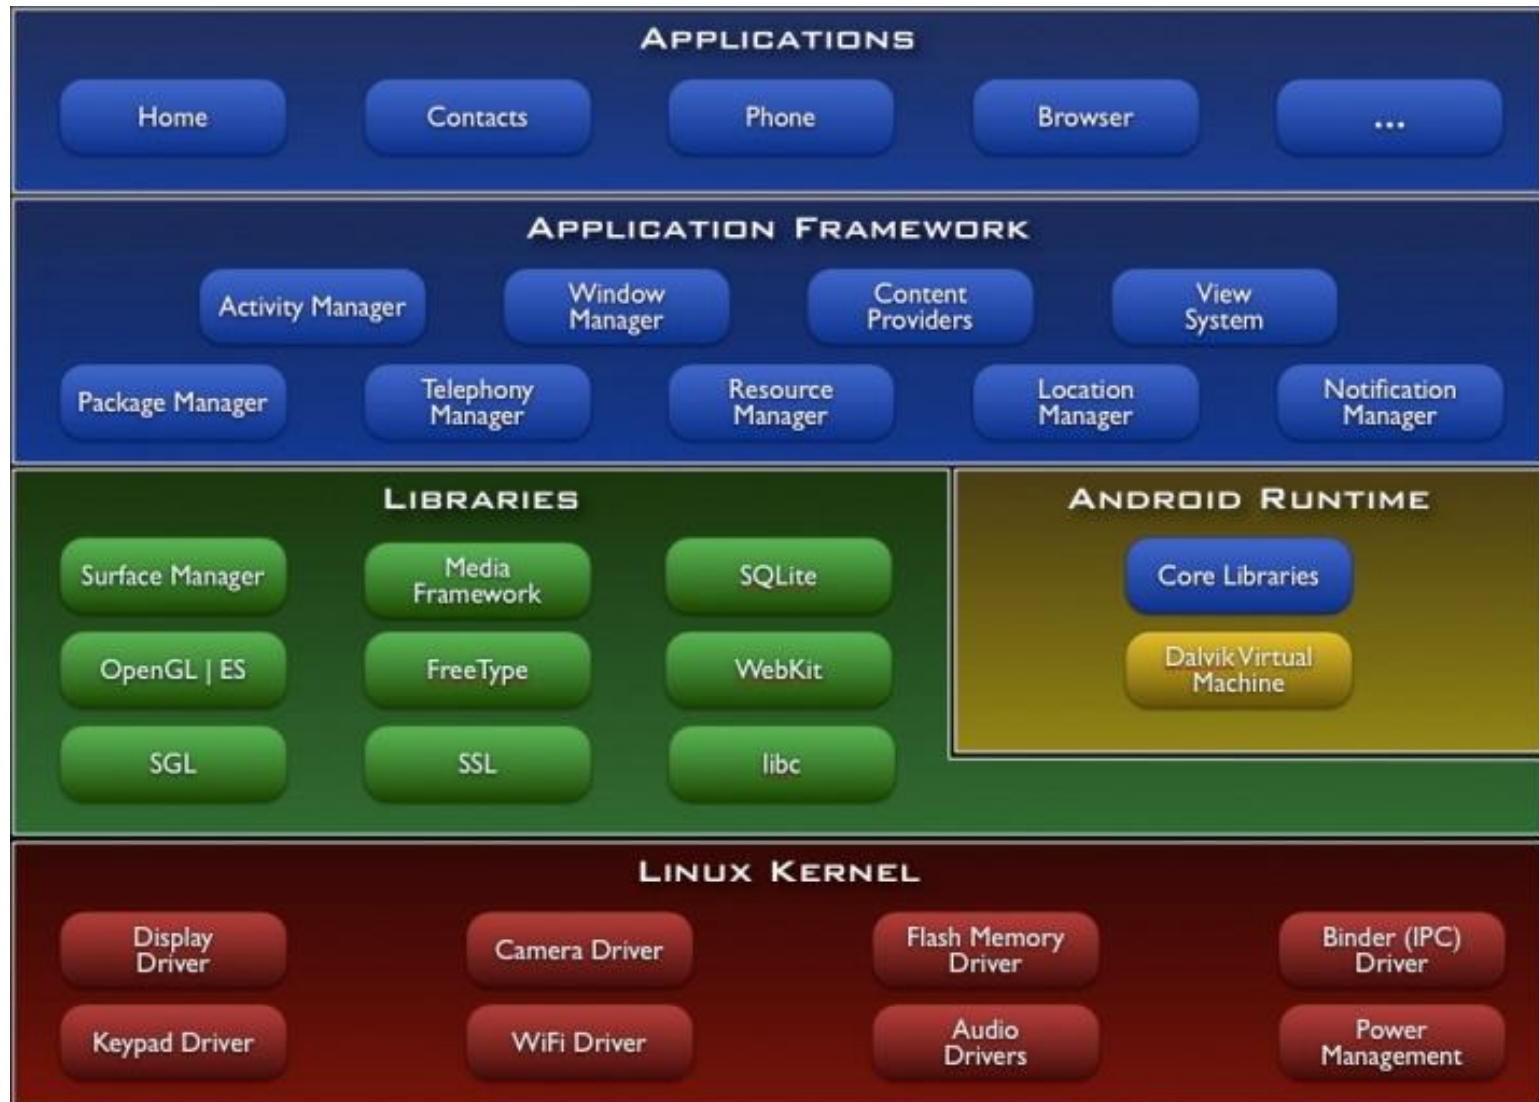 APPLICATIONS
Home
Contacts
Phone
Browser
...
APPLICATION FRAMEWORK
Activity Manager
Window
Manager
Content
Providers
View
System
Package Manager
Telephony
Manager
Resource
Manager
Location
Manager
Notification
Manager
LIBRARIES
Surface Manager
Media
Framework
SQLite
OpenGL | ES
FreeType
WebKit
SGL
SSL
libc
ANDROID RUNTIME
Core Libraries
Dalvik Virtual
Machine
LINUX KERNEL
Display
Driver
Camera Driver
Flash Memory
Driver
Binder (IPC)
Driver
Keypad Driver
WiFi Driver
Audio
Drivers
Power
Management